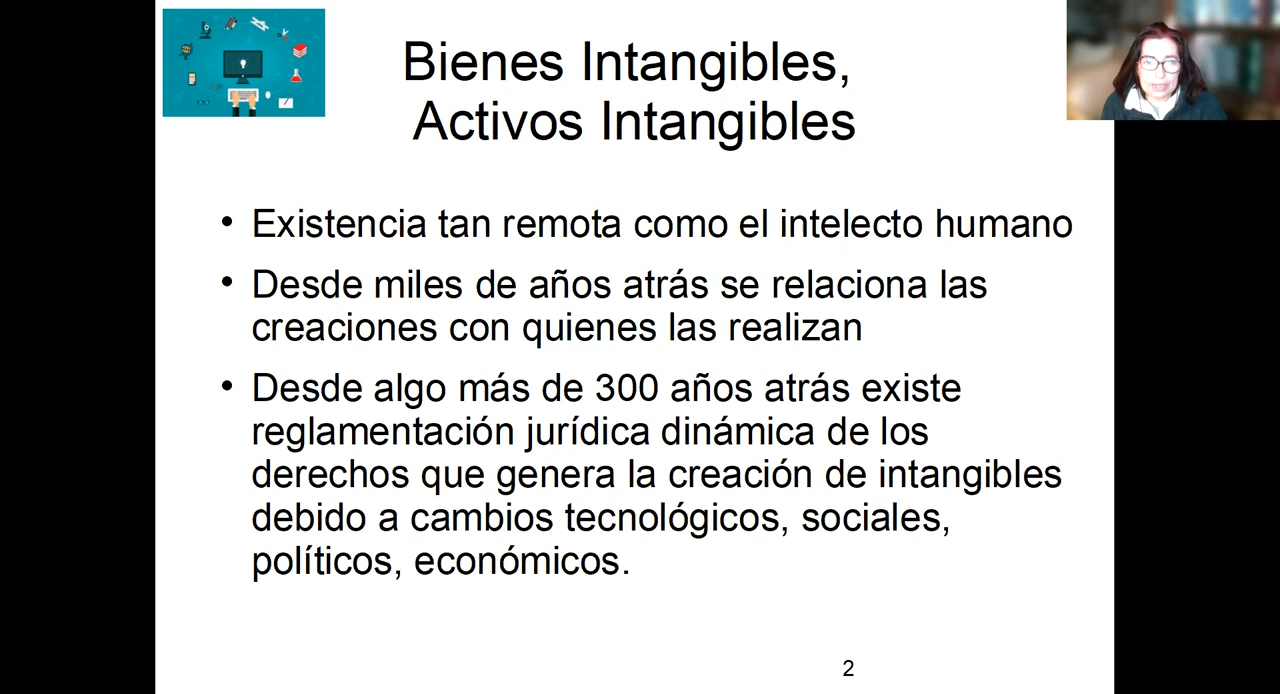 Bienes Intangibles,
Activos Intangibles
• Existencia tan remota como el intelecto humano
• Desde miles de años atrás se relaciona las
creaciones con quienes las realizan
• Desde algo más de 300 años atrás existe
reglamentación jurídica dinámica de los
derechos que genera la creación de intangibles
debido a cambios tecnológicos, sociales,
políticos, económicos.
2